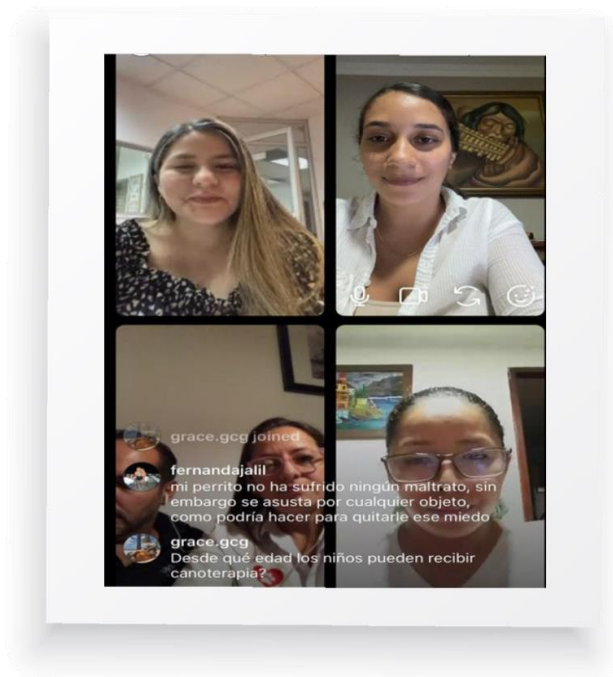 grace.gcg joined
fernandajalil
mi perrito no ha sufrido ningún maltrato, sin
embargo se asusta por cualquier objeto,
como podría hacer para quitarle ese miedo
grace.gcg
Desde qué edad los niños pueden recibir
canoterapia?